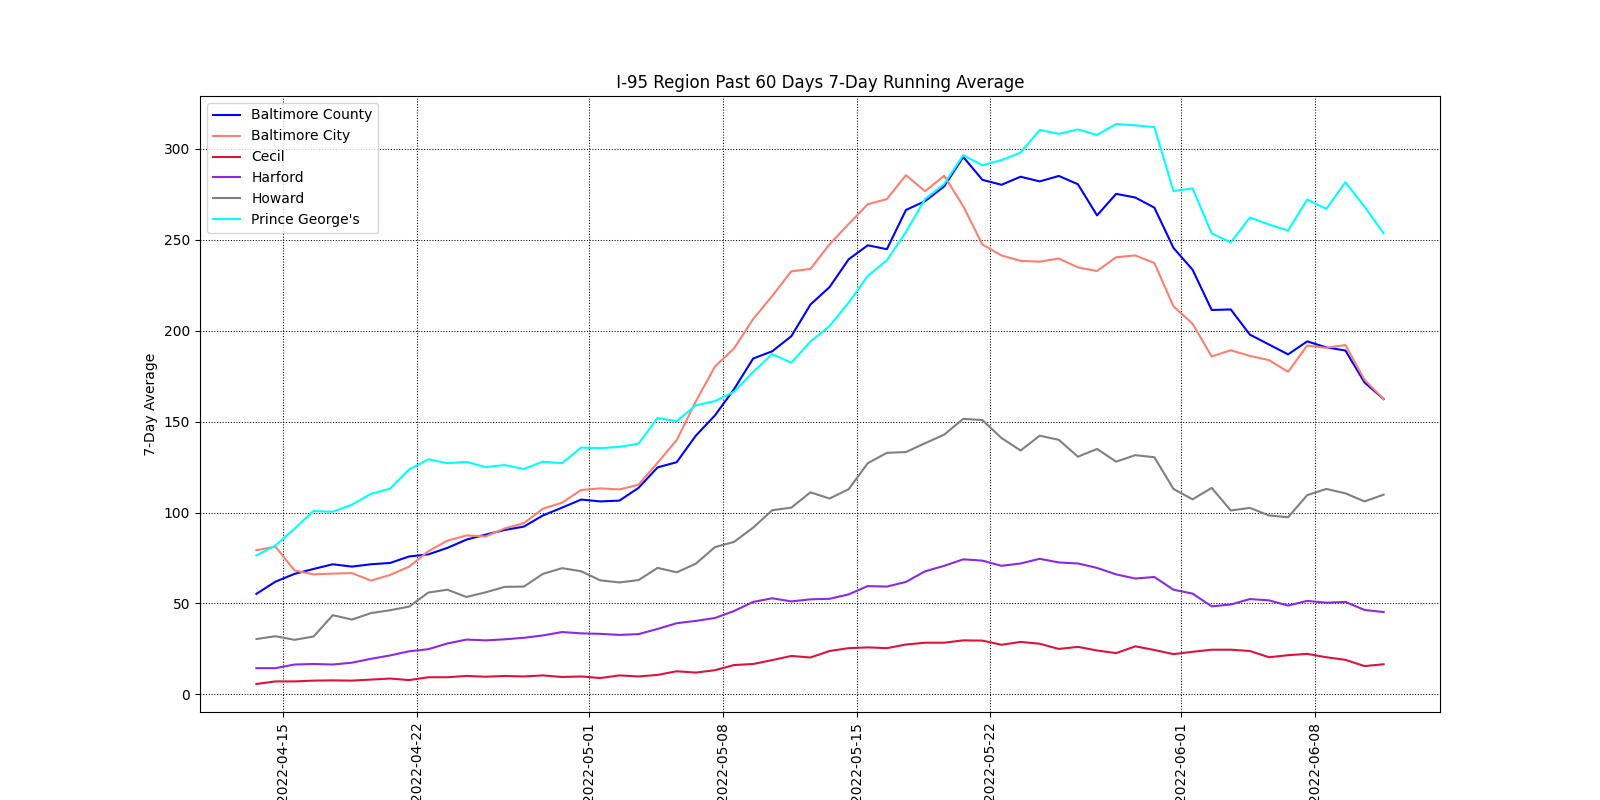 I-95 Region Past 60 Days 7-Day Running Average
Baltimore County
Baltimore City
Cecil
Harford
Howard
Prince George's
300
250
200
150
100
50
0
7-Day Average
2022-04-15
2022-04-22
2022-05-01
2022-05-08
2022-05-15
2022-05-22
2022-06-01
2022-06-08